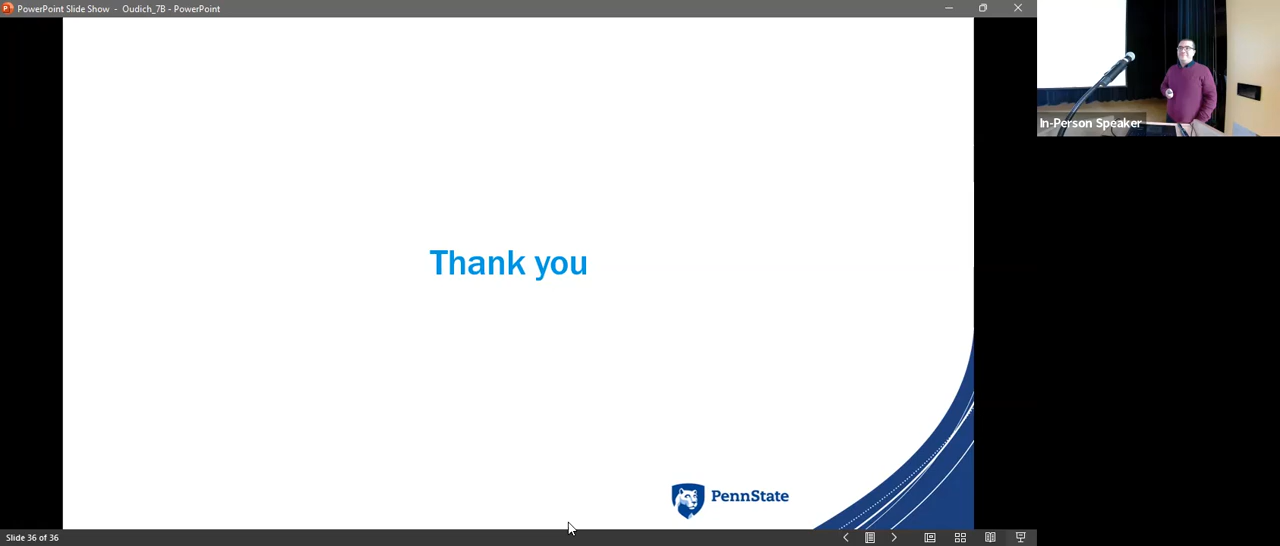 PowerPoint Slide Show - Oudich_7B - PowerPoint
In-Person Speaker
Thank you
PennState
Slide 36 of 36